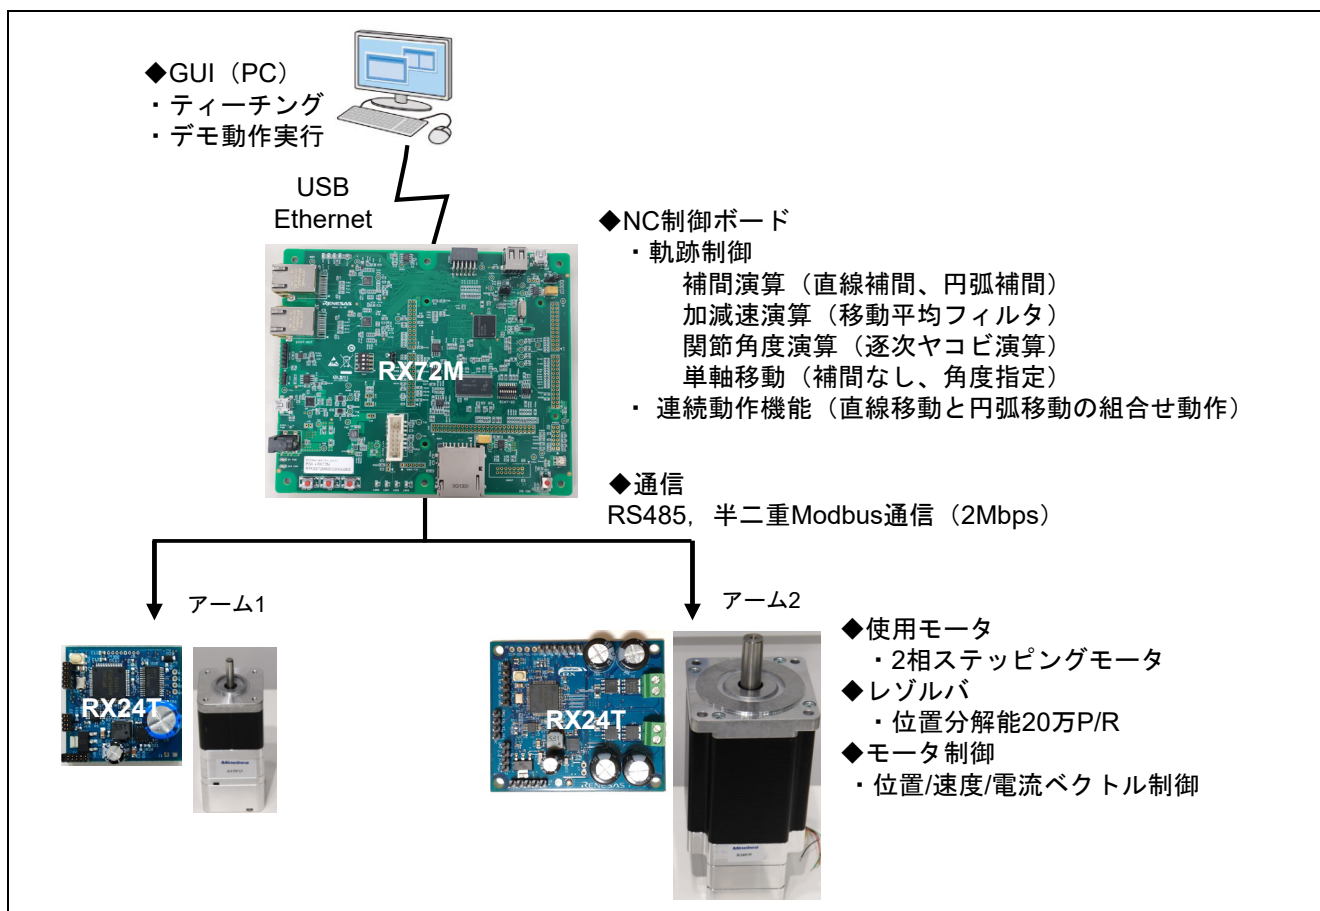 ◆GUI（PC）
・ティーチング
・デモ動作実行
USB
Ethernet
◆NC制御ボード
・軌跡制御
補間演算（直線補間、円弧補間）
加減速演算（移動平均フィルタ）
関節角度演算（逐次ヤコビ演算）
単軸移動（補間なし、角度指定）
・ 連続動作機能（直線移動と円弧移動の組合せ動作）
RENESAS
RX72M
◆通信
RS485，半二重Modbus通信（2Mbps）
アーム1
アーム2
RX24T
Minebea
RX24T
RENESAS
Minebea
◆使用モータ
・2相ステッピングモータ
◆レゾルバ
・位置分解能20万P/R
◆モータ制御
・位置/速度/電流ベクトル制御